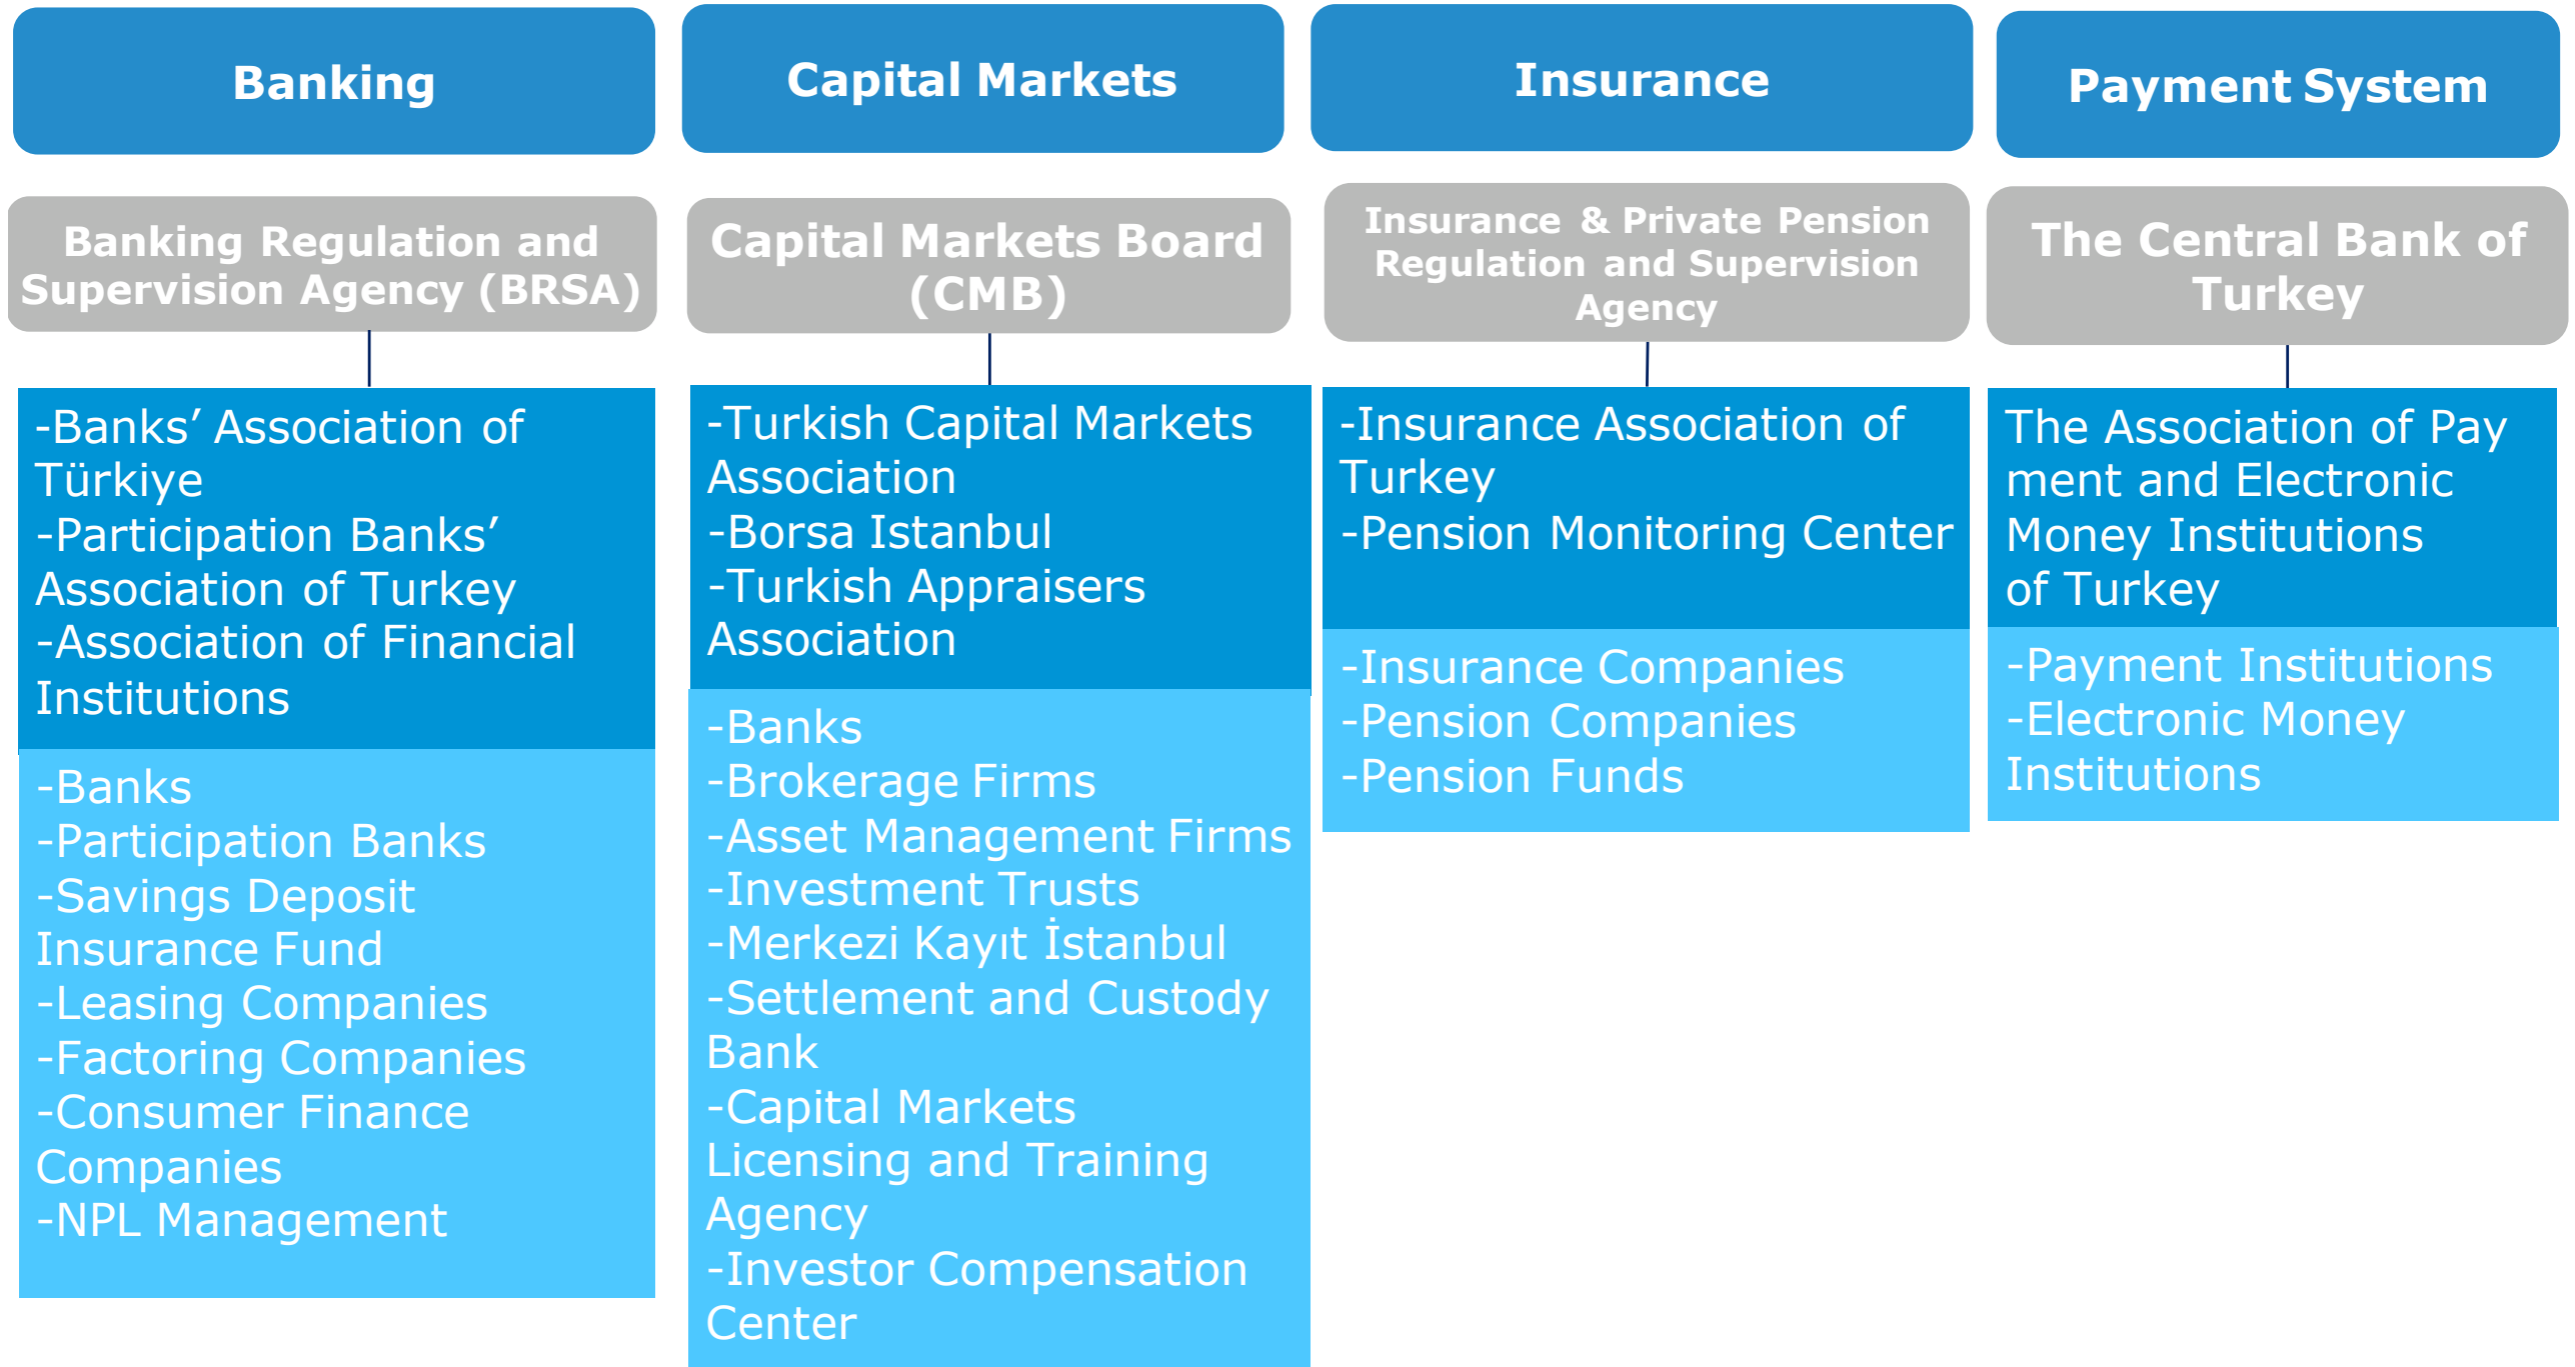 Banking
Banking Regulation and
Supervision Agency (BRSA)
-Banks’ Association of
Türkiye
-Participation Banks’
Association of Turkey
-Association of Financial
Institutions
-Banks
-Participation Banks
-Savings Deposit
Insurance Fund
-Leasing Companies
-Factoring Companies
-Consumer Finance
Companies
-NPL Management
Capital Markets
Capital Markets Board
(CMB)
-Turkish Capital Markets
Association
-Borsa Istanbul
-Turkish Appraisers
Association
-Banks
-Brokerage Firms
-Asset Management Firms
-Investment Trusts
-Merkezi Kayıt İstanbul
-Settlement and Custody
Bank
-Capital Markets
Licensing and Training
Agency
-Investor Compensation
Center
Insurance
Insurance & Private Pension
Regulation and Supervision
Agency
-Insurance Association of
Turkey
-Pension Monitoring Center
-Insurance Companies
-Pension Companies
-Pension Funds
Payment System
The Central Bank of
Turkey
The Association of Pay
ment and Electronic
Money Institutions
of Turkey
-Payment Institutions
-Electronic Money
Institutions